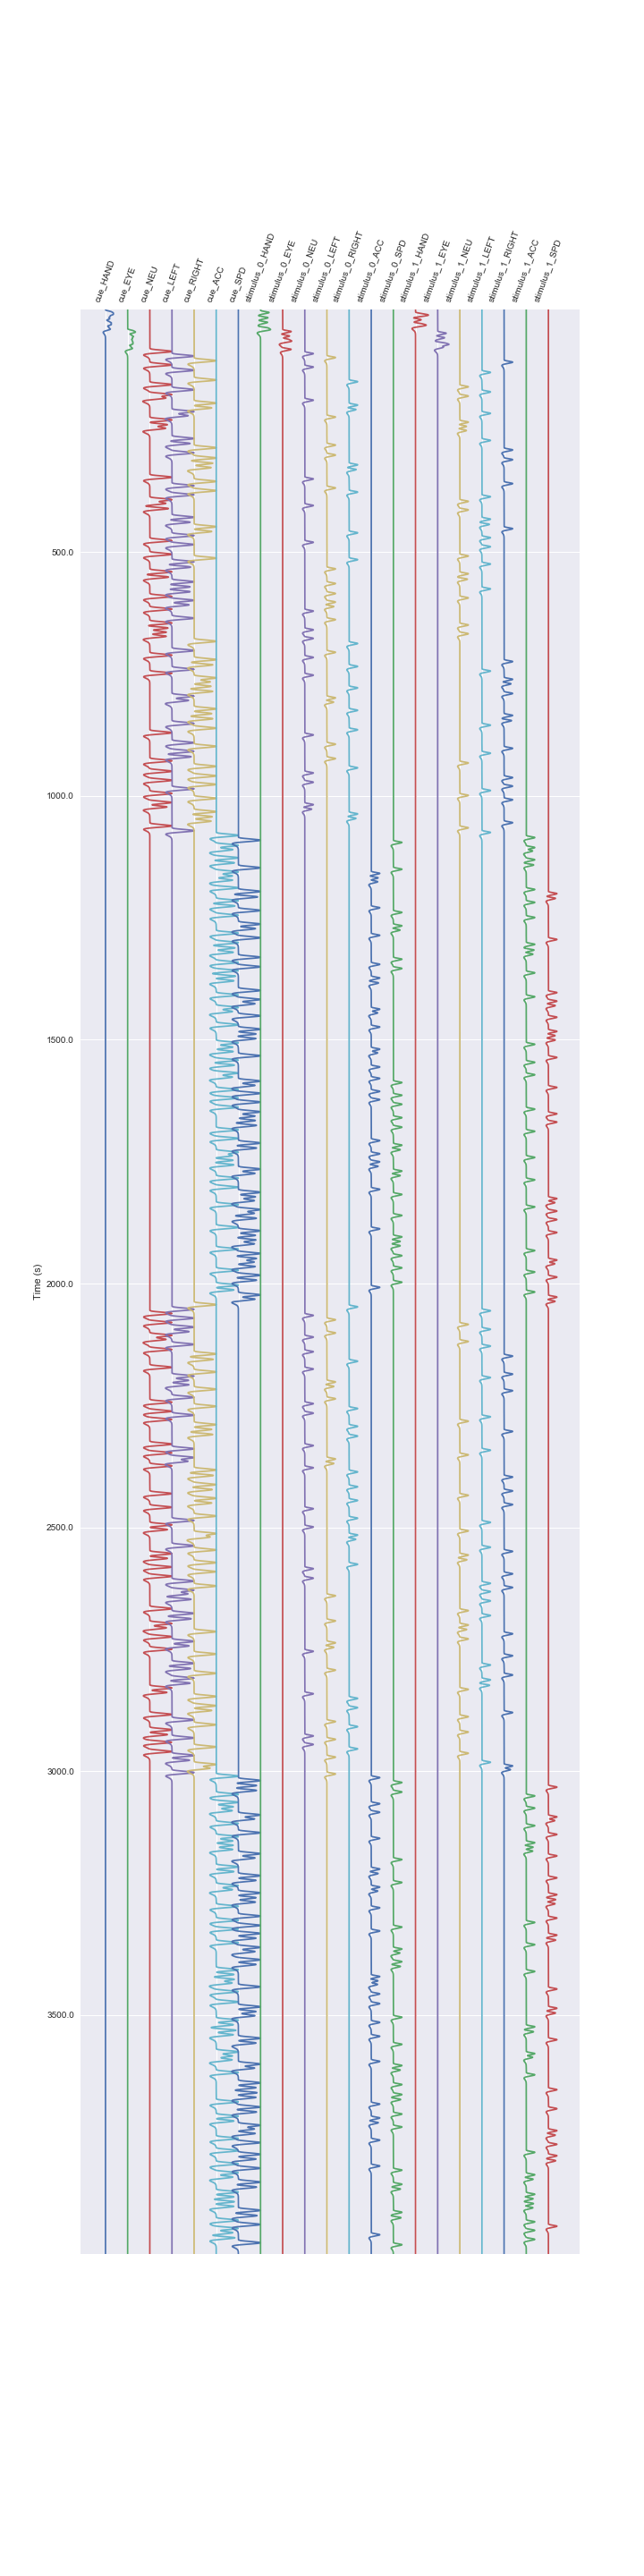 cue_HAND
cue_EYE
cue_NEU
cue_LEFT
cue_RIGHT
cue_ACC
cue_SPD
stimulus_0_HAND
stimulus_0_EYE
stimulus_0_NEU
stimulus_0_LEFT
stimulus_0_RIGHT
stimulus_0_ACC
stimulus_0_SPD
stimulus_1_HAND
stimulus_1_EYE
stimulus_1_NEU
stimulus_1_LEFT
stimulus_1_RIGHT
stimulus_1_ACC
stimulus_1_SPD
500.0
1000.0
1500.0
2000.0
2500.0
3000.0
3500.0
Time (s)